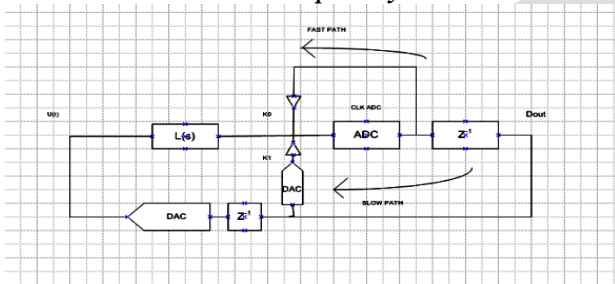 FAST PATH
U(t)
K0
CLK ADC
Dout
L(s)
ADC
Z-1
K1
DAC
SLOW PATH
DAC
Z-1